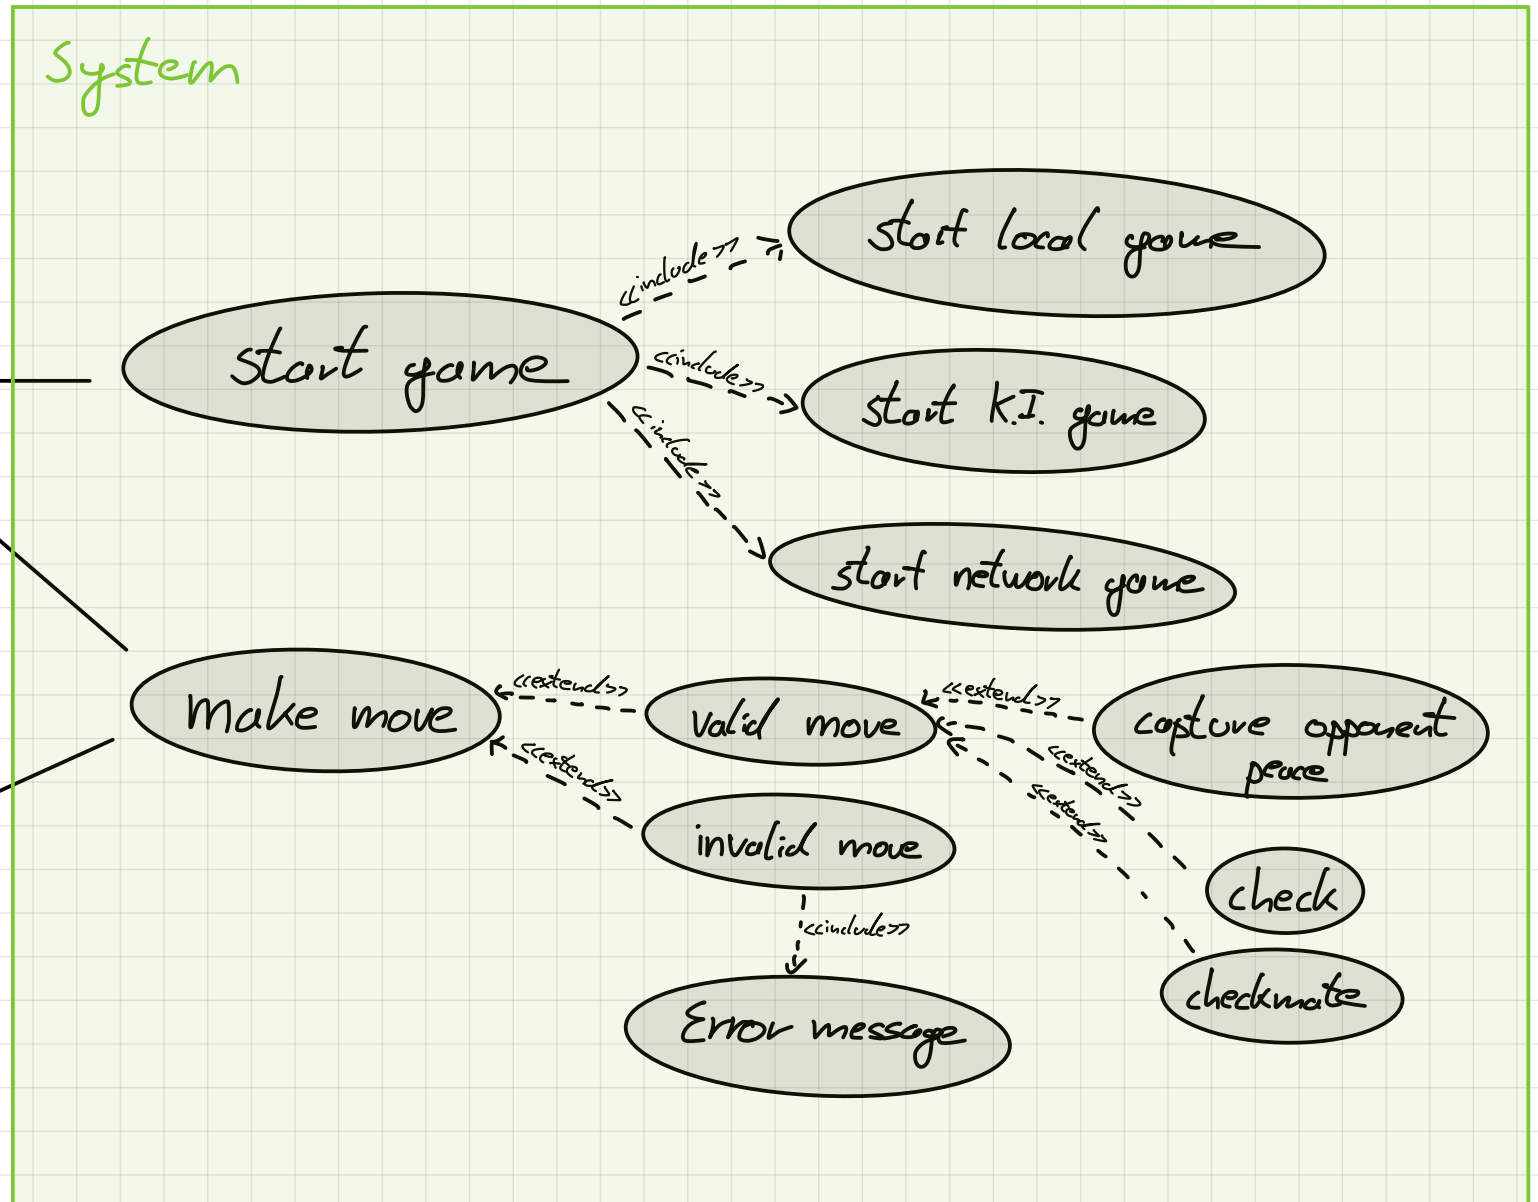 System
<<include>>
start local game
start game
<<include>>
start K.I. game
<<include>>
start network game
Make move
<<extend>>
valid move
<<extend>>
capture opponent
peace
<<extend>>
<<extend>>
<<extend>>
invalid move
check
<<include>>
checkmate
Error message